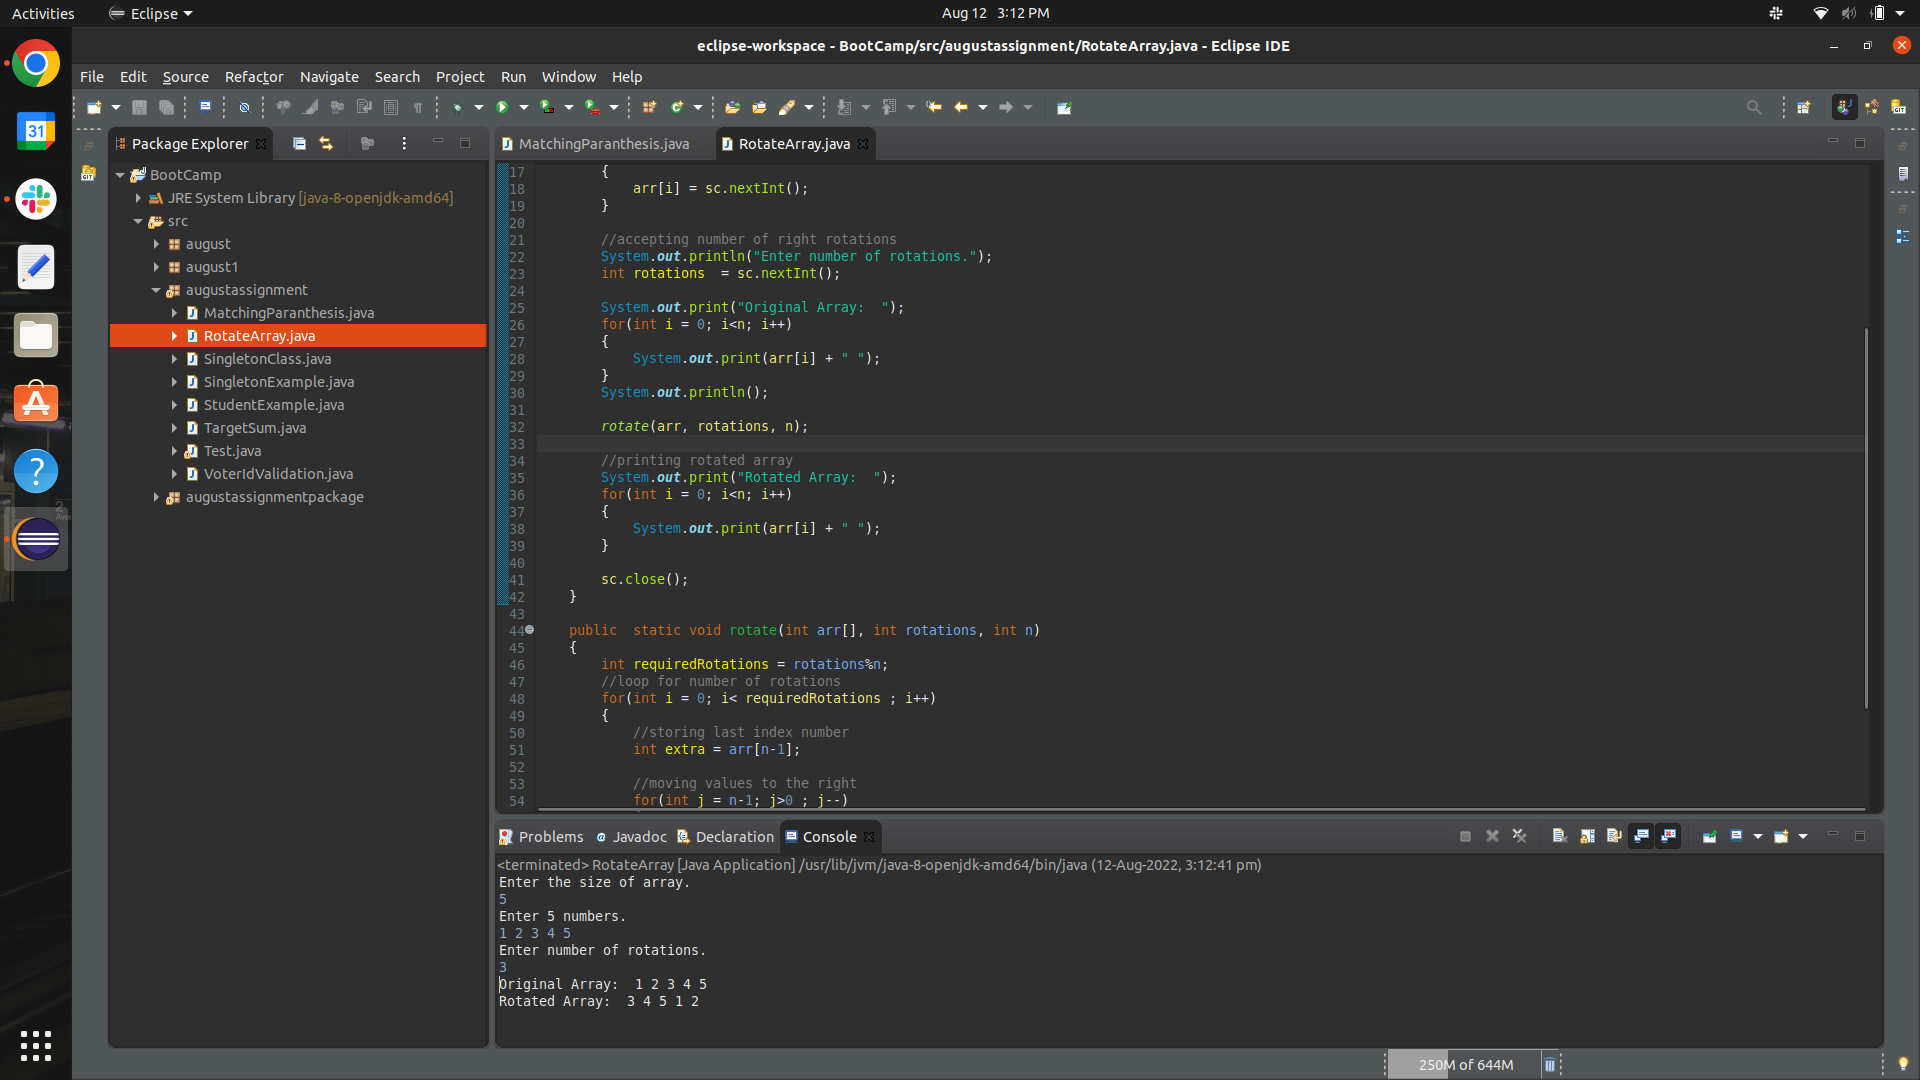 Activities
Eclipse
Aug 12 3:12 PM
eclipse-workspace - BootCamp/src/augustassignment/RotateArray.java - Eclipse IDE
File Edit Source Refactor Navigate Search Project Run Window Help
31
Package Explorer
BootCamp
JRE System Library [java-8-openjdk-amd64]
src
august
august1
augustassignment
MatchingParanthesis.java
RotateArray.java
SingletonClass.java
SingletonExample.java
StudentExample.java
TargetSum.java
Test.java
VoterIdValidation.java
augustassignmentpackage
MatchingParanthesis.java RotateArray.java
17 {
18 arr[i] = sc.nextInt();
19 }
20
21 //accepting number of right rotations
22 System.out.println("Enter number of rotations.");
23 int rotations  = sc.nextInt();
24
25 System.out.print("Original Array:  ");
26 for(int i = 0; i<n; i++)
27 {
28 System.out.print(arr[i] + " ");
29 }
30 System.out.println();
31
32 rotate(arr, rotations, n);
33
34 //printing rotated array
35 System.out.print("Rotated Array:  ");
36 for(int i = 0; i<n; i++)
37 {
38 System.out.print(arr[i] + " ");
39 }
40
41 sc.close();
42 }
43
44 public  static void rotate(int arr[], int rotations, int n)
45 {
46 int requiredRotations = rotations%n;
47 //loop for number of rotations
48 for(int i = 0; i< requiredRotations ; i++)
49 {
50 //storing last index number
51 int extra = arr[n-1];
52
53 //moving values to the right
54 for(int j = n-1; j>0 ; j--)
Problems Javadoc Declaration Console
<terminated> RotateArray [Java Application] /usr/lib/jvm/java-8-openjdk-amd64/bin/java (12-Aug-2022, 3:12:41 pm)
Enter the size of array.
5
Enter 5 numbers.
1 2 3 4 5
Enter number of rotations.
3
Original Array:  1 2 3 4 5
Rotated Array:  3 4 5 1 2
250M of 644M